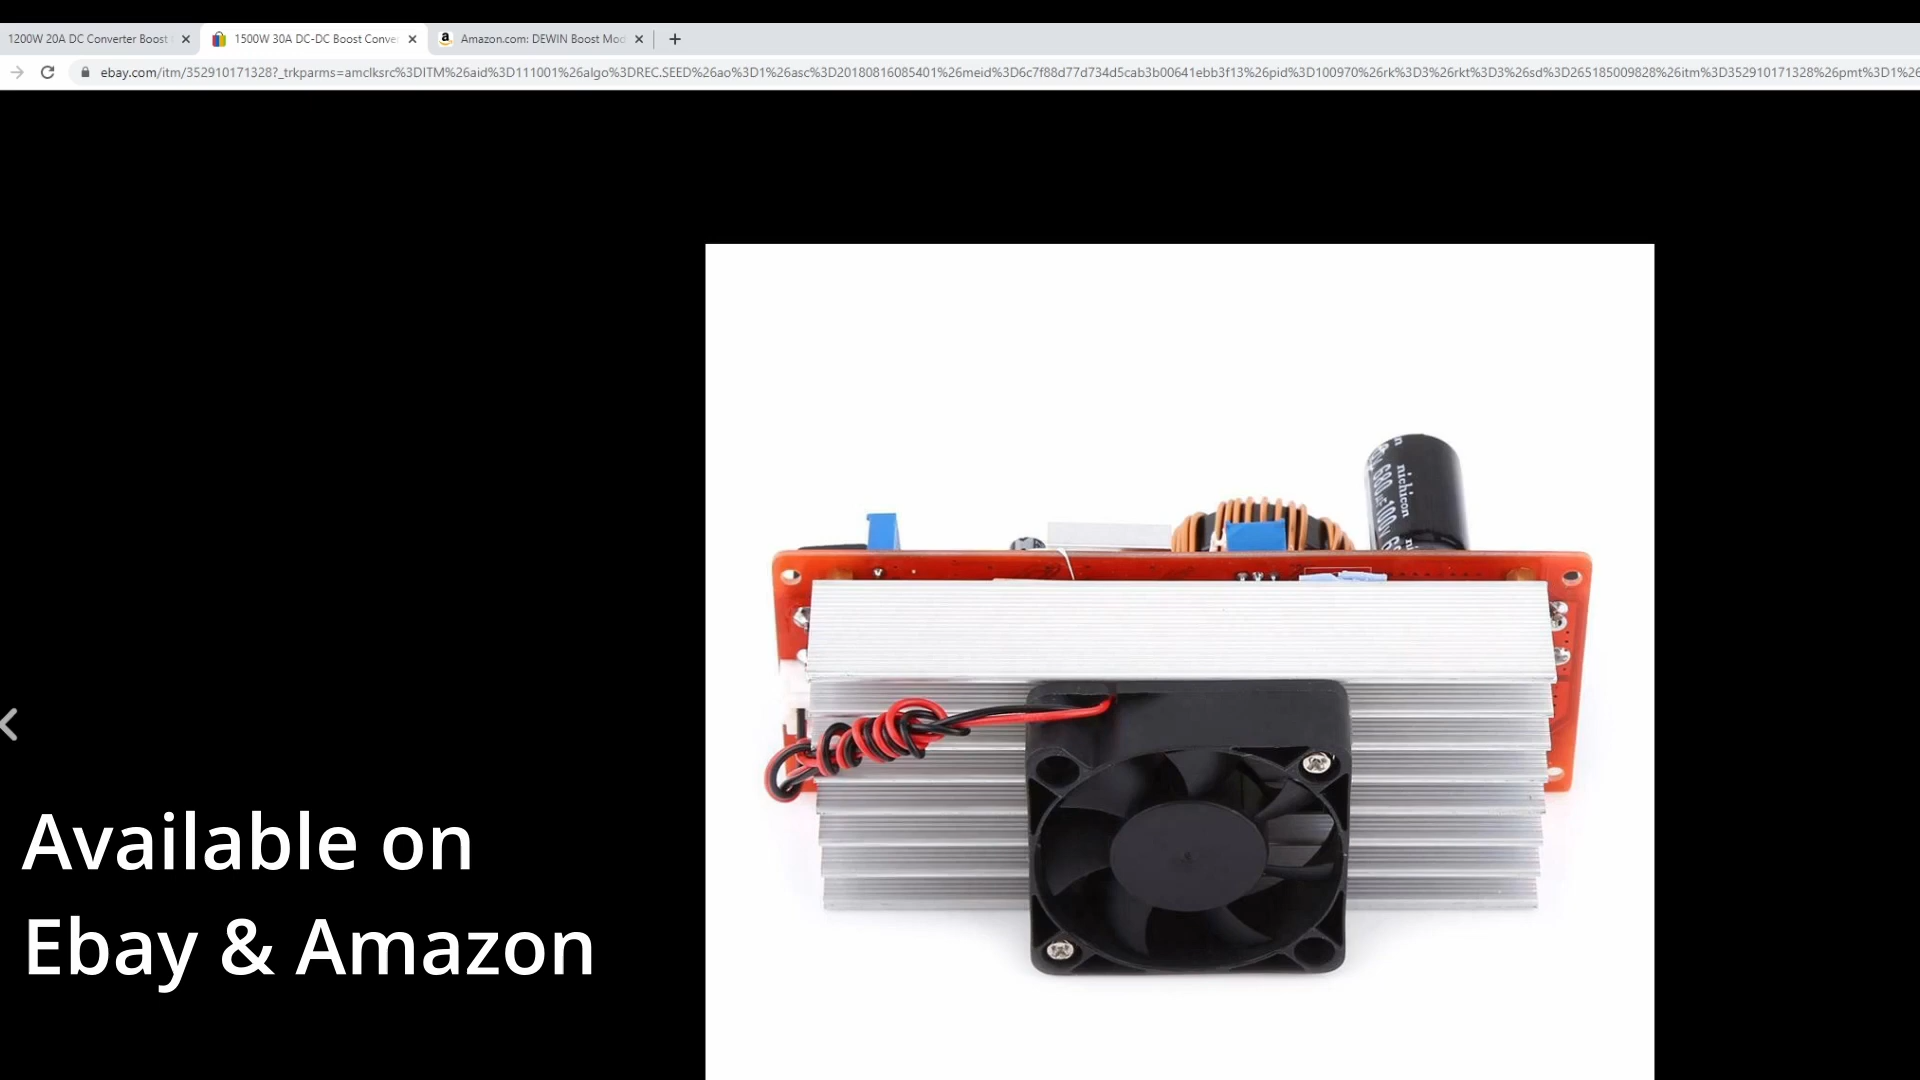 1200W 20A DC Converter Boost
1500W 30A DC-DC Boost Conve
Amazon.com: DEWIN Boost Mod
ebay.com/itm/352910171328?_trkparms=amclksrc%3DITM%26aid%3D111001%26algo%3DREC.SEED%26ao%3D1%26asc%3D20180816085401%26meid%3D6c7f88d77d734d5cab3b00641ebb3f13%26pid%3D100970%26rk%3D3%26rkt%3D3%26sd%3D265185009828%26itm%3D352910171328%26pmt%3D1%26
nichicon
680µF100V
Available on
Ebay & Amazon